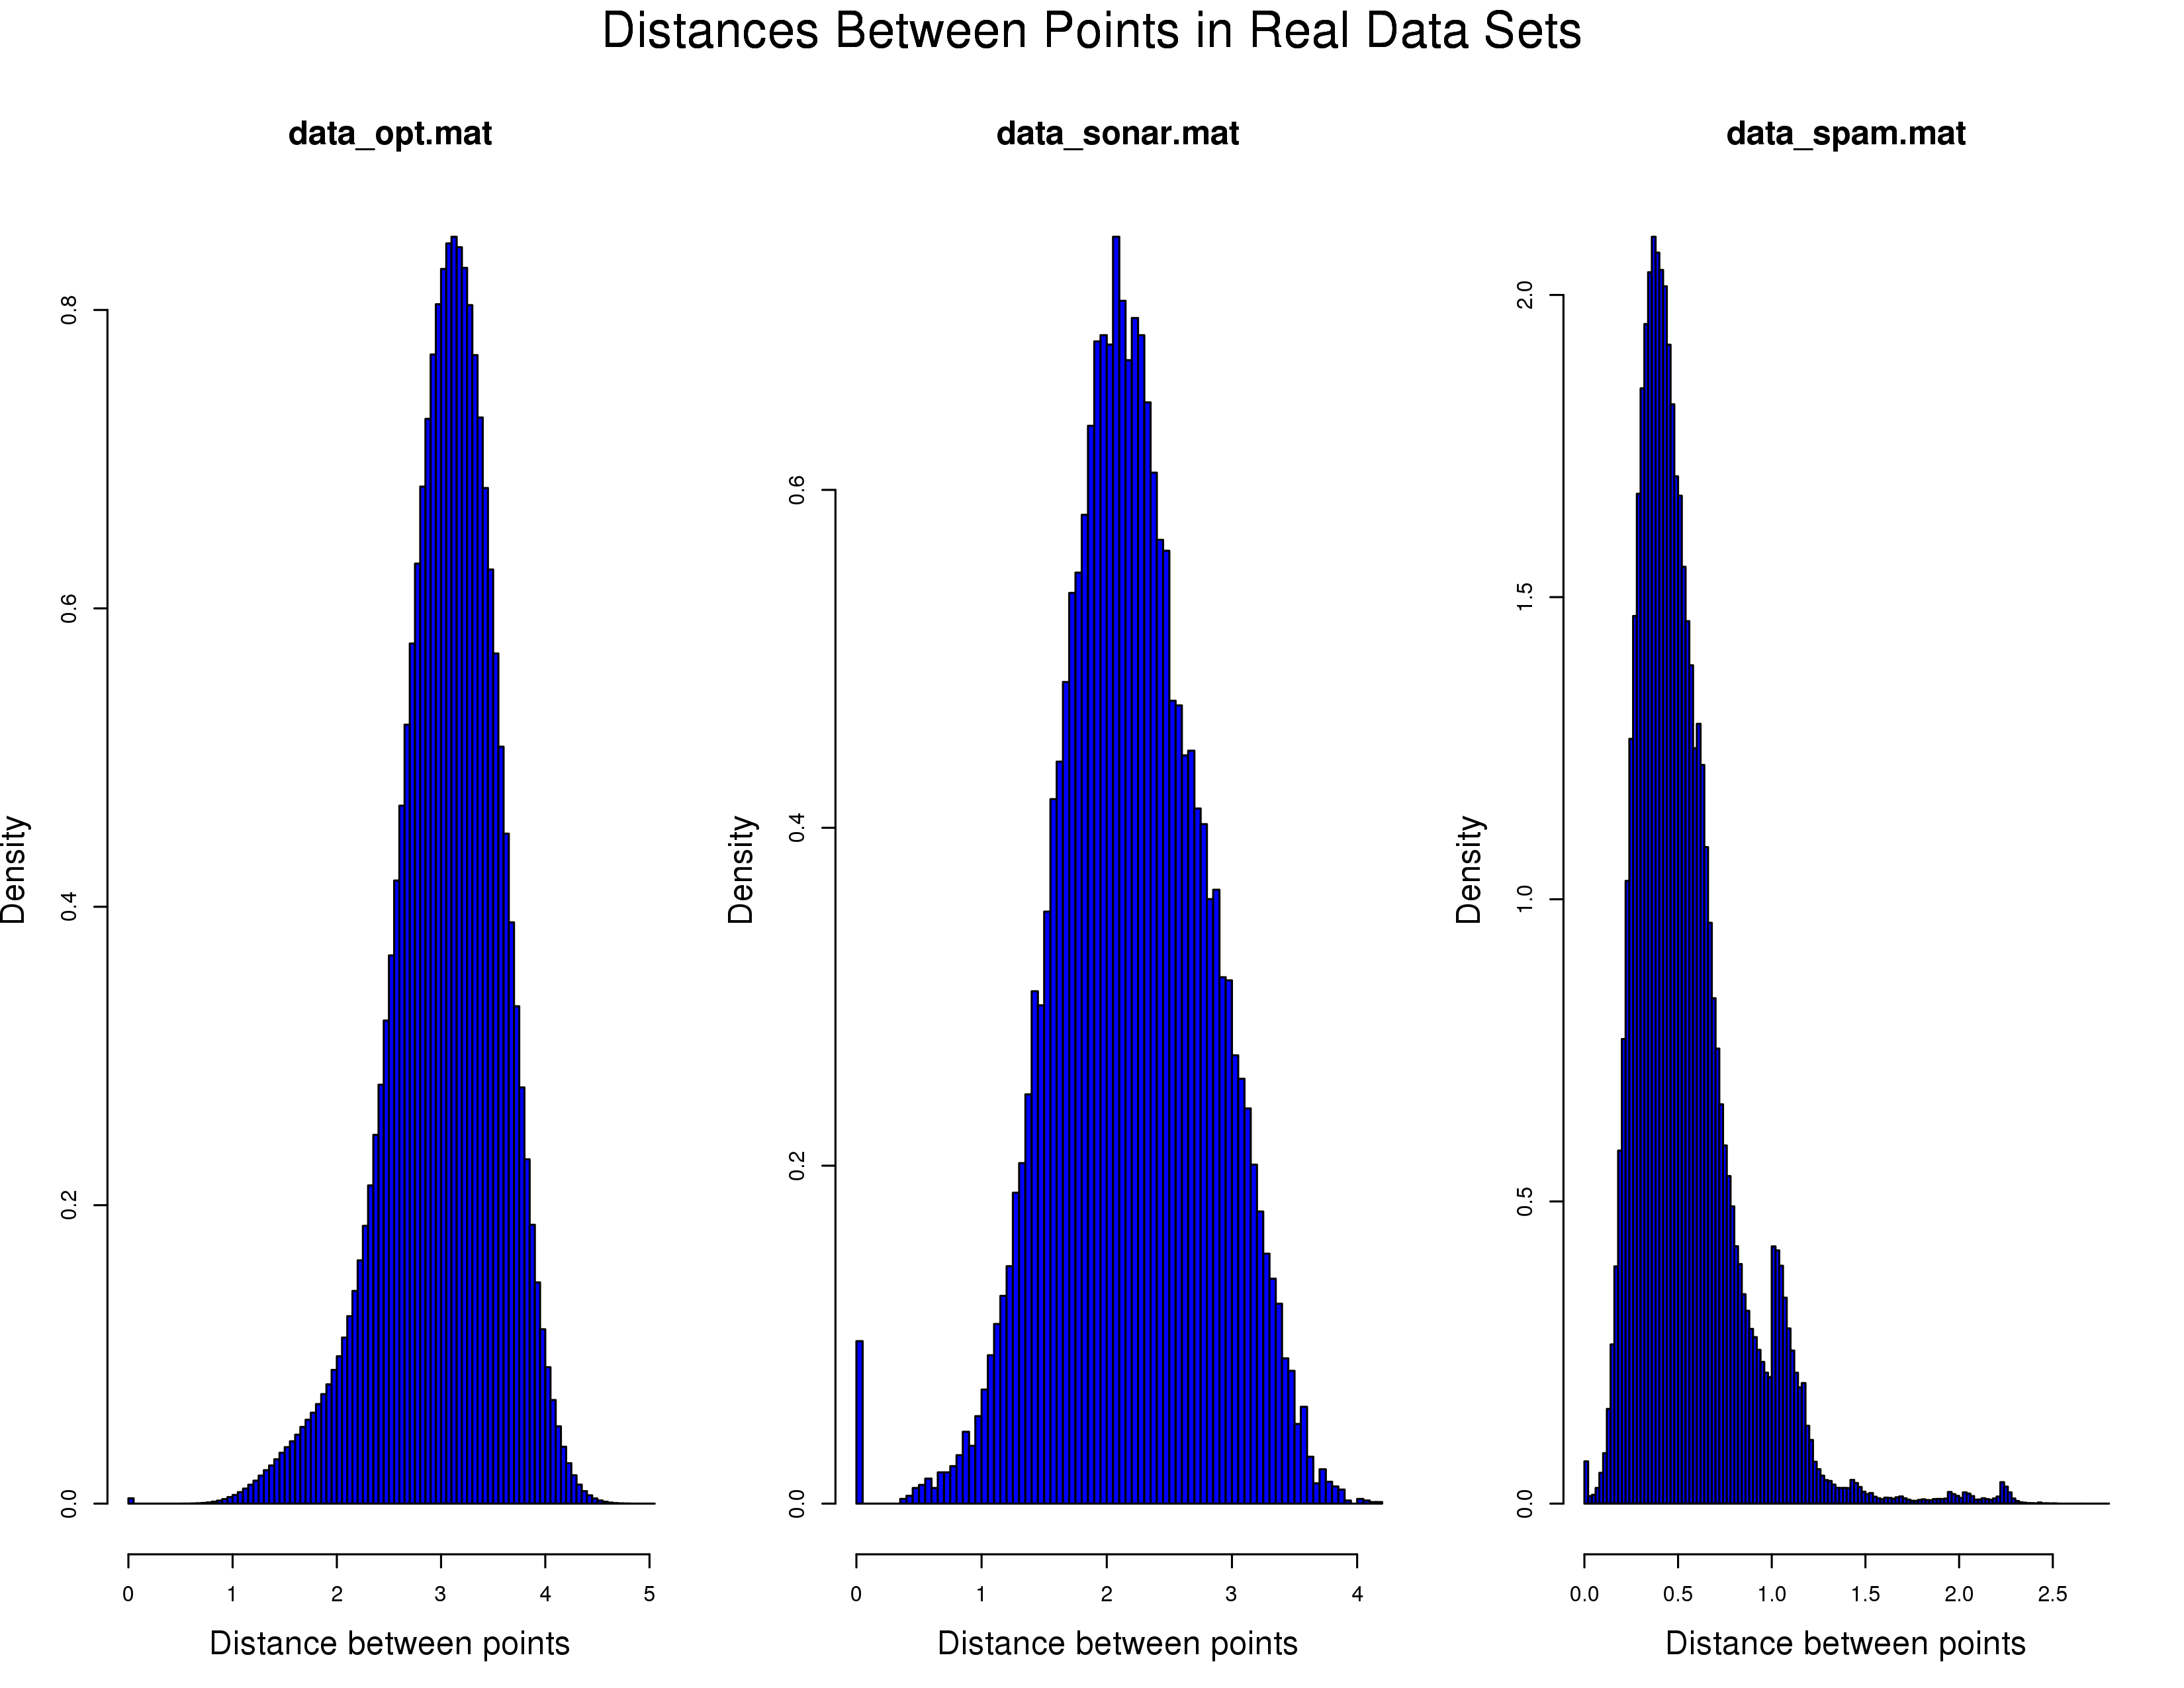 Distances Between Points in Real Data Sets
data_opt.mat
Density
0.0
0.2
0.4
0.6
0.8
0 1 2 3 4 5
Distance between points
data_sonar.mat
Density
0.0
0.2
0.4
0.6
0 1 2 3 4
Distance between points
data_spam.mat
Density
0.0
0.5
1.0
1.5
2.0
0.0 0.5 1.0 1.5 2.0 2.5
Distance between points